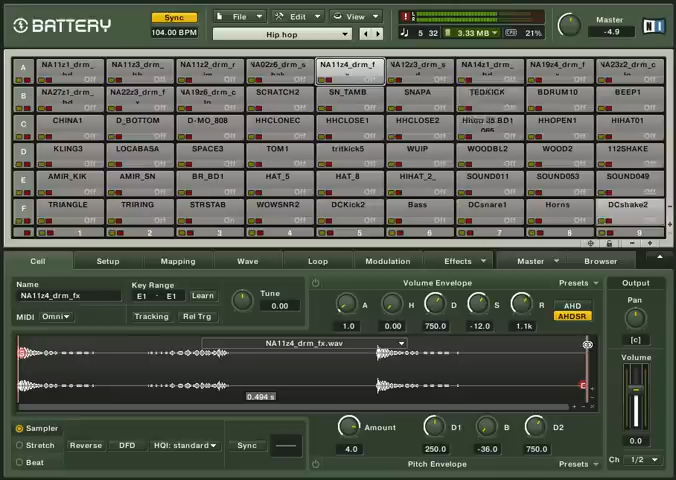 BATTERY
Sync
104.00 BPM
File
Edit
View
Hip hop
5 32
3.33 MB
CPU 21%
Master
-4.9
A NA11z1_drm_ NA11z3_drm_ NA11z2_drm_r NA02z6_drm_s NA11z4_drm_f NA12z3_drm_s NA14z1_drm_ NA19z4_drm_f NA23z2_drm_c
B NA27z1_drm_ NA22z3_drm_f NA19z6_drm_c SCRATCH2 SN_TAMB SNAPA TEDKICK BDRUM10 BEEP1
C CHINA1 D_BOTTOM D-MO_808 HHCLONEC HHCLOSE1 HHCLOSE2 HHOPEN1 HIHAT01
D KLING3 LOCABASA SPACE3 TOM1 tritkick5 WUIP WOODBL2 WOOD2 112SHAKE
E AMIR_KIK AMIR_SN BR_BD1 HAT_5 HAT_8 HIHAT_2_ SOUND011 SOUND053 SOUND049
F TRIANGLE TRIRING STRSTAB WOWSNR2 DCKick2 Bass DCsnare1 Horns DCshake2
1 2 3 4 5 6 7 8 9
Cell Setup Mapping Wave Loop Modulation Effects Master Browser
Name
NA11z4_drm_fx
Key Range
E1 - E1
Learn
Tune
0.00
MIDI Omni
Tracking
Rel Trg
Volume Envelope
Presets
A H D S R
AHD
AHDSR
1.0 0.00 750.0 -12.0 1.1k
Output
Pan
[c]
Volume
0.0
Ch 1/2
NA11z4_drm_fx.wav
0.494 s
Sampler
Stretch
Beat
Reverse
DFD
HQI: standard
Sync
Amount D1 B D2
4.0 250.0 -36.0 750.0
Pitch Envelope
Presets